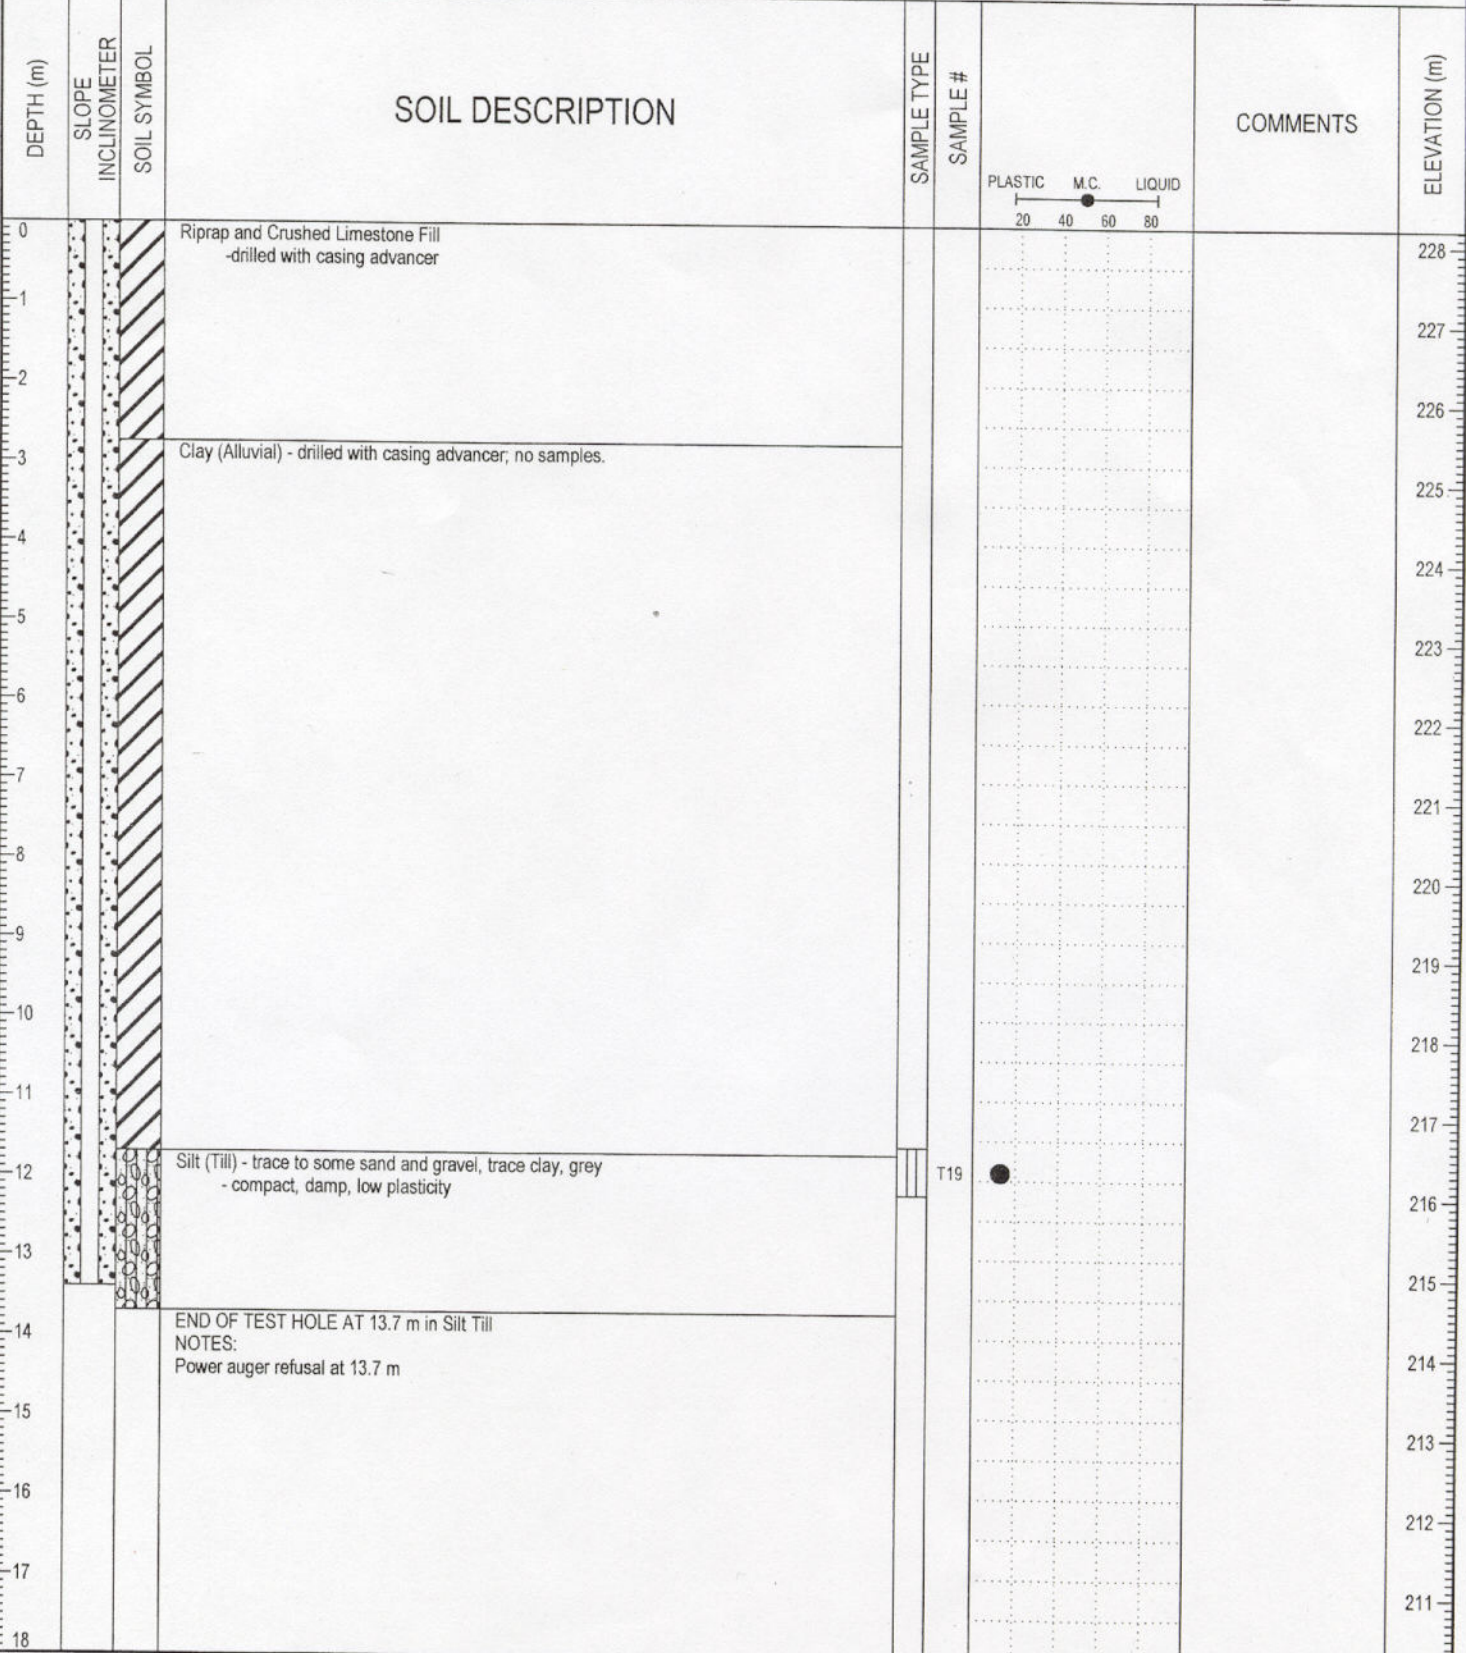 DEPTH (m)
SLOPE
INCLINOMETER
SOIL SYMBOL
SOIL DESCRIPTION
SAMPLE TYPE
SAMPLE #
PLASTIC M.C. LIQUID
20 40 60 80
COMMENTS
ELEVATION (m)
0
Riprap and Crushed Limestone Fill
-drilled with casing advancer
228
1
227
2
226
Clay (Alluvial) - drilled with casing advancer; no samples.
3
225
4
224
5
223
6
222
7
221
8
220
9
219
10
218
11
217
Silt (Till) - trace to some sand and gravel, trace clay, grey
- compact, damp, low plasticity
12
T19
216
13
215
END OF TEST HOLE AT 13.7 m in Silt Till
14
NOTES:
Power auger refusal at 13.7 m
214
15
213
16
212
17
211
18